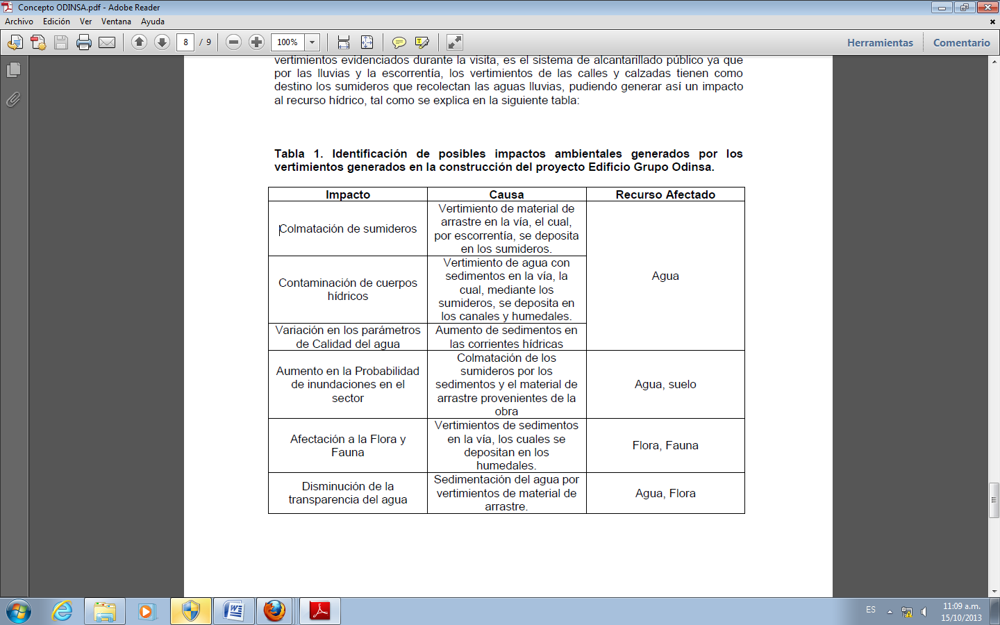 Concepto ODINSA.pdf - Adobe Reader
Archivo Edición Ver Ventana Ayuda
8 / 9
100%
Herramientas Comentario
vertimientos evidenciados durante la visita, es el sistema de alcantarillado público ya que
por las lluvias y la escorrentía, los vertimientos de las calles y calzadas tienen como
destino los sumideros que recolectan las aguas lluvias, pudiendo generar así un impacto
al recurso hídrico, tal como se explica en la siguiente tabla:
Tabla 1. Identificación de posibles impactos ambientales generados por los
vertimientos generados en la construcción del proyecto Edificio Grupo Odinsa.
Impacto Causa Recurso Afectado
Colmatación de sumideros
Vertimiento de material de
arrastre en la vía, el cual,
por escorrentía, se deposita
en los sumideros.
Agua
Contaminación de cuerpos
hídricos
Vertimiento de agua con
sedimentos en la vía, la
cual, mediante los
sumideros, se deposita en
los canales y humedales.
Variación en los parámetros
de Calidad del agua
Aumento de sedimentos en
las corrientes hídricas
Aumento en la Probabilidad
de inundaciones en el
sector
Colmatación de los
sumideros por los
sedimentos y el material de
arrastre provenientes de la
obra
Agua, suelo
Afectación a la Flora y
Fauna
Vertimientos de sedimentos
en la vía, los cuales se
depositan en los
humedales.
Flora, Fauna
Disminución de la
transparencia del agua
Sedimentación del agua por
vertimientos de material de
arrastre.
Agua, Flora
ES
11:09 a.m.
15/10/2013